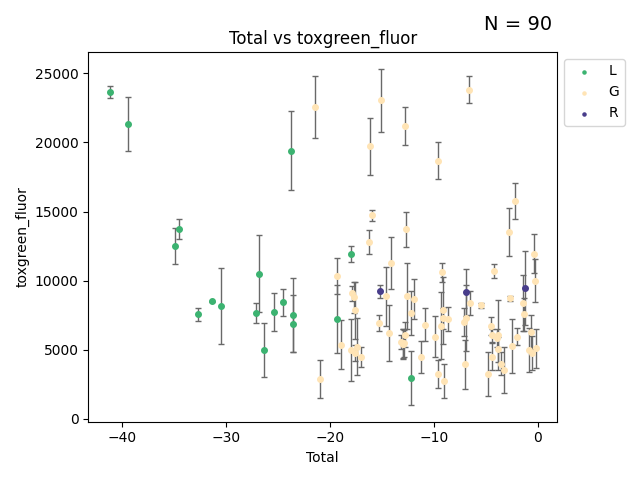 N = 90
Total vs toxgreen_fluor
L
G
R
25000
20000
15000
10000
5000
0
toxgreen_fluor
−40
−30
−20
−10
0
Total